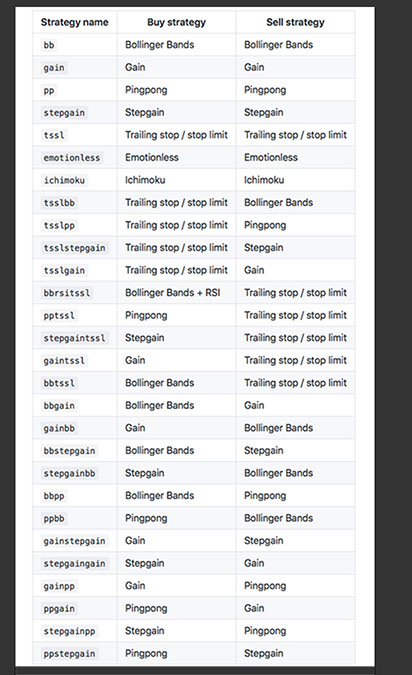 Strategy name Buy strategy Sell strategy
bb Bollinger Bands Bollinger Bands
gain Gain Gain
pp Pingpong Pingpong
stepgain Stepgain Stepgain
tssl Trailing stop / stop limit Trailing stop / stop limit
emotionless Emotionless Emotionless
ichimoku Ichimoku Ichimoku
tsslbb Trailing stop / stop limit Bollinger Bands
tsslpp Trailing stop / stop limit Pingpong
tsslstepgain Trailing stop / stop limit Stepgain
tsslgain Trailing stop / stop limit Gain
bbrsitssl Bollinger Bands + RSI Trailing stop / stop limit
pptssl Pingpong Trailing stop / stop limit
stepgaintssl Stepgain Trailing stop / stop limit
gaintssl Gain Trailing stop / stop limit
bbtssl Bollinger Bands Trailing stop / stop limit
bbgain Bollinger Bands Gain
gainbb Gain Bollinger Bands
bbstepgain Bollinger Bands Stepgain
stepgainbb Stepgain Bollinger Bands
bbpp Bollinger Bands Pingpong
ppbb Pingpong Bollinger Bands
gainstepgain Gain Stepgain
stepgaingain Stepgain Gain
gainpp Gain Pingpong
ppgain Pingpong Gain
stepgainpp Stepgain Pingpong
ppstepgain Pingpong Stepgain